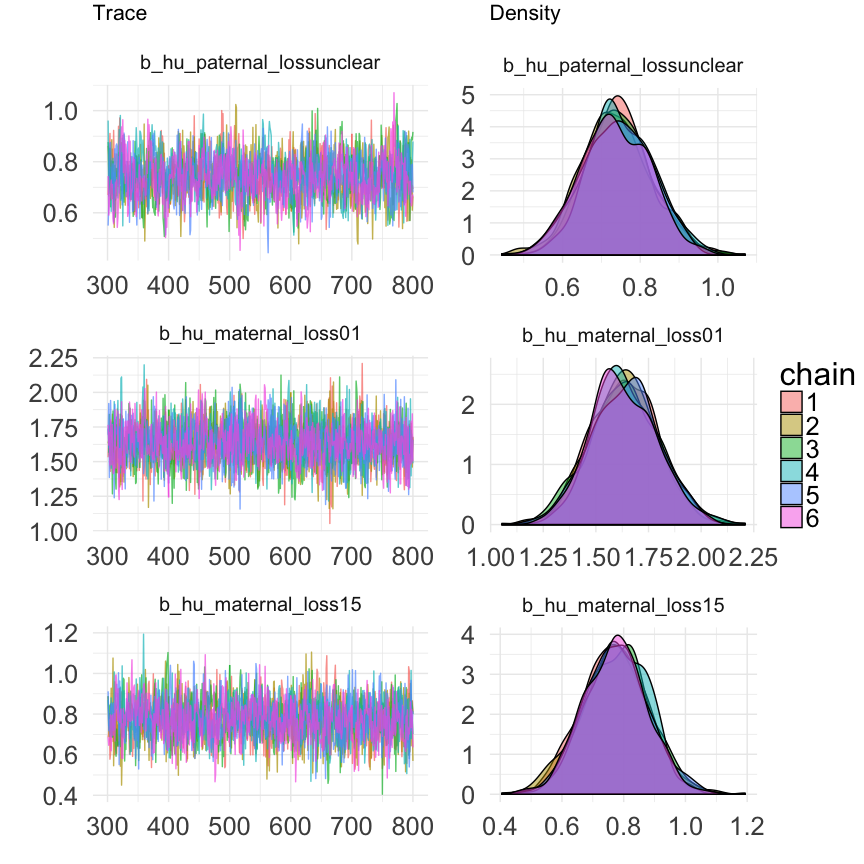 Trace
Density
b_hu_paternal_lossunclear
b_hu_paternal_lossunclear
1.0
0.8
0.6
300 400 500 600 700 800
5
4
3
2
1
0
0.6 0.8 1.0
b_hu_maternal_loss01
b_hu_maternal_loss01
2.25
2.00
1.75
1.50
1.25
1.00
300 400 500 600 700 800
2
1
0
1.00 1.25 1.50 1.75 2.00 2.25
b_hu_maternal_loss15
b_hu_maternal_loss15
1.2
1.0
0.8
0.6
0.4
300 400 500 600 700 800
4
3
2
1
0
0.4 0.6 0.8 1.0 1.2
chain
1
2
3
4
5
6